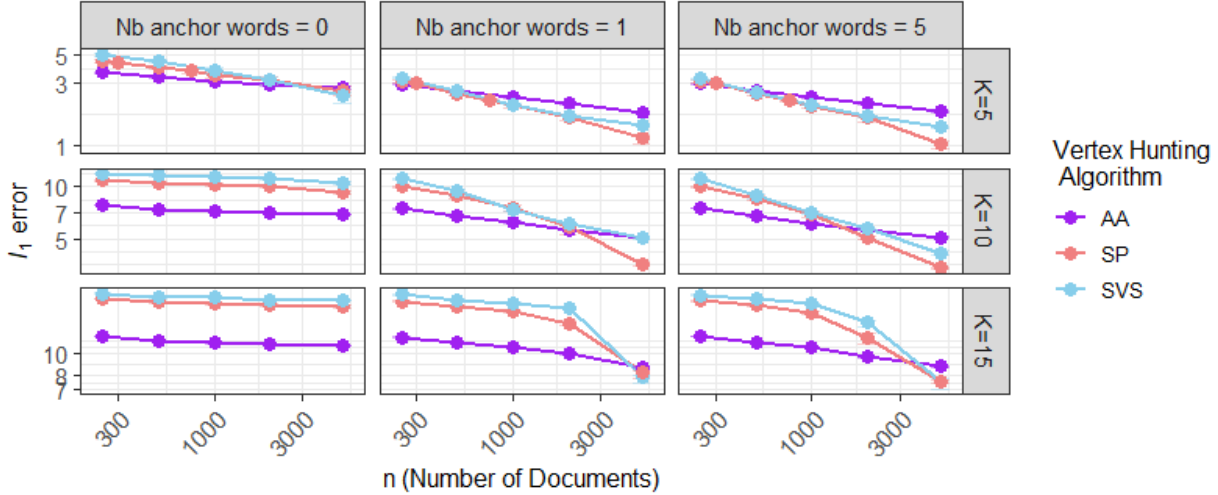 Nb anchor words = 0
Nb anchor words = 1
Nb anchor words = 5
5
3
1
K=5
10
7
5
K=10
10
8
7
K=15
l1 error
300
1000
3000
300
1000
3000
300
1000
3000
n (Number of Documents)
Vertex Hunting
Algorithm
AA
SP
SVS